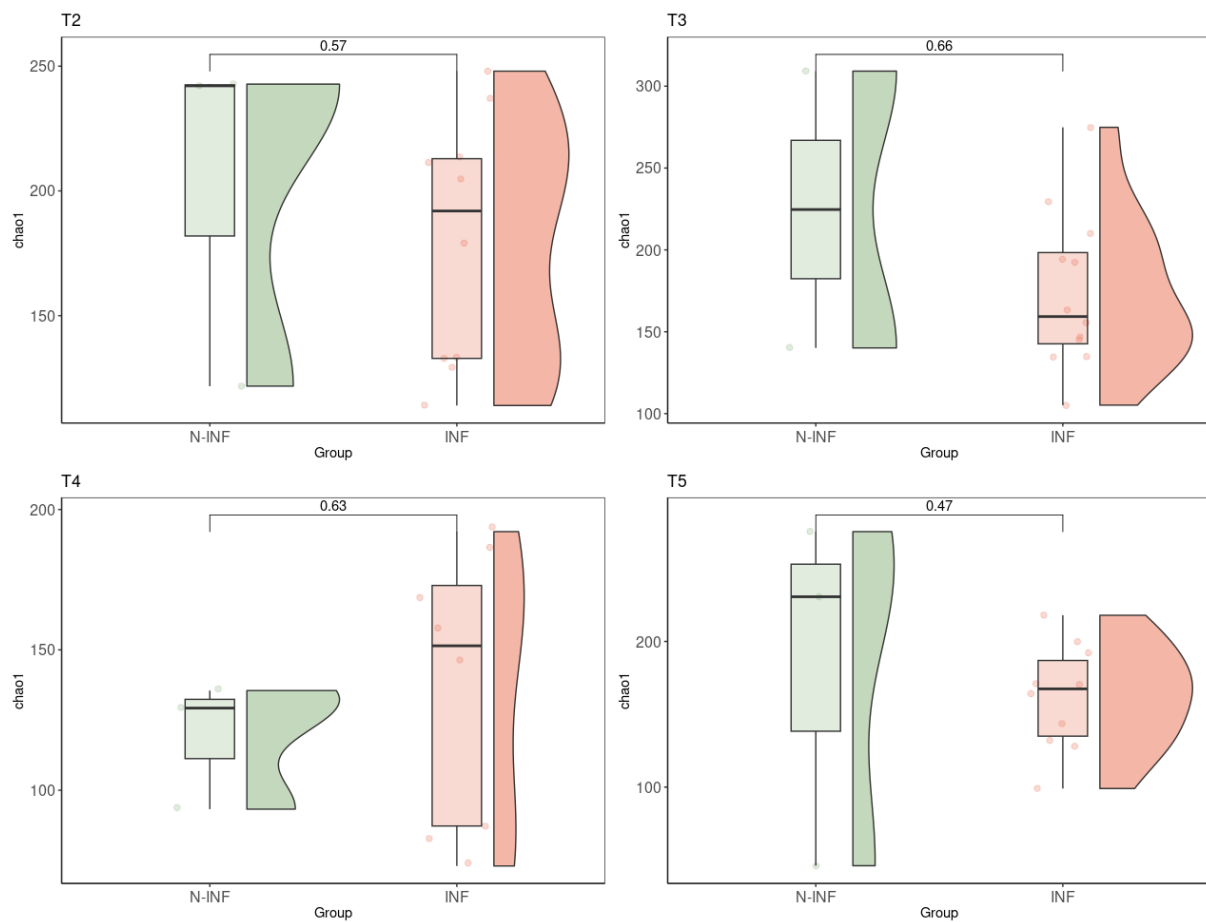 T2
0.57
250
200
150
chao1
N-INF
INF
Group
T3
0.66
300
250
200
150
100
chao1
N-INF
INF
Group
T4
0.63
200
150
100
chao1
N-INF
INF
Group
T5
0.47
200
100
chao1
N-INF
INF
Group